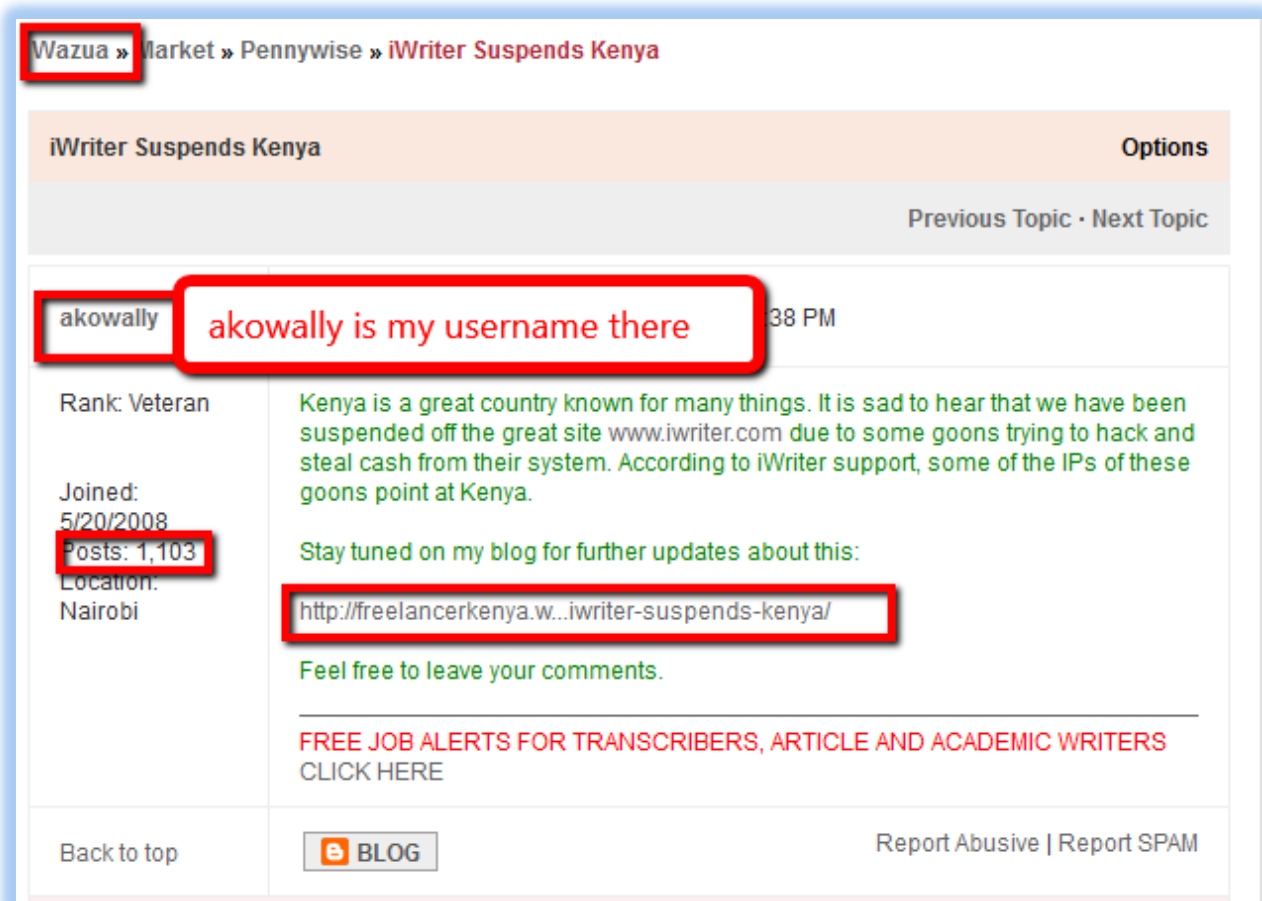 Wazua » Market » Pennywise » iWriter Suspends Kenya
iWriter Suspends Kenya Options
Previous Topic · Next Topic
akowally
akowally is my username there
:38 PM
Rank: Veteran
Joined:
5/20/2008
Posts: 1,103
Location:
Nairobi
Kenya is a great country known for many things. It is sad to hear that we have been
suspended off the great site www.iwriter.com due to some goons trying to hack and
steal cash from their system. According to iWriter support, some of the IPs of these
goons point at Kenya.
Stay tuned on my blog for further updates about this:
http://freelancerkenya.w...iwriter-suspends-kenya/
Feel free to leave your comments.
FREE JOB ALERTS FOR TRANSCRIBERS, ARTICLE AND ACADEMIC WRITERS
CLICK HERE
Back to top
BLOG
Report Abusive | Report SPAM